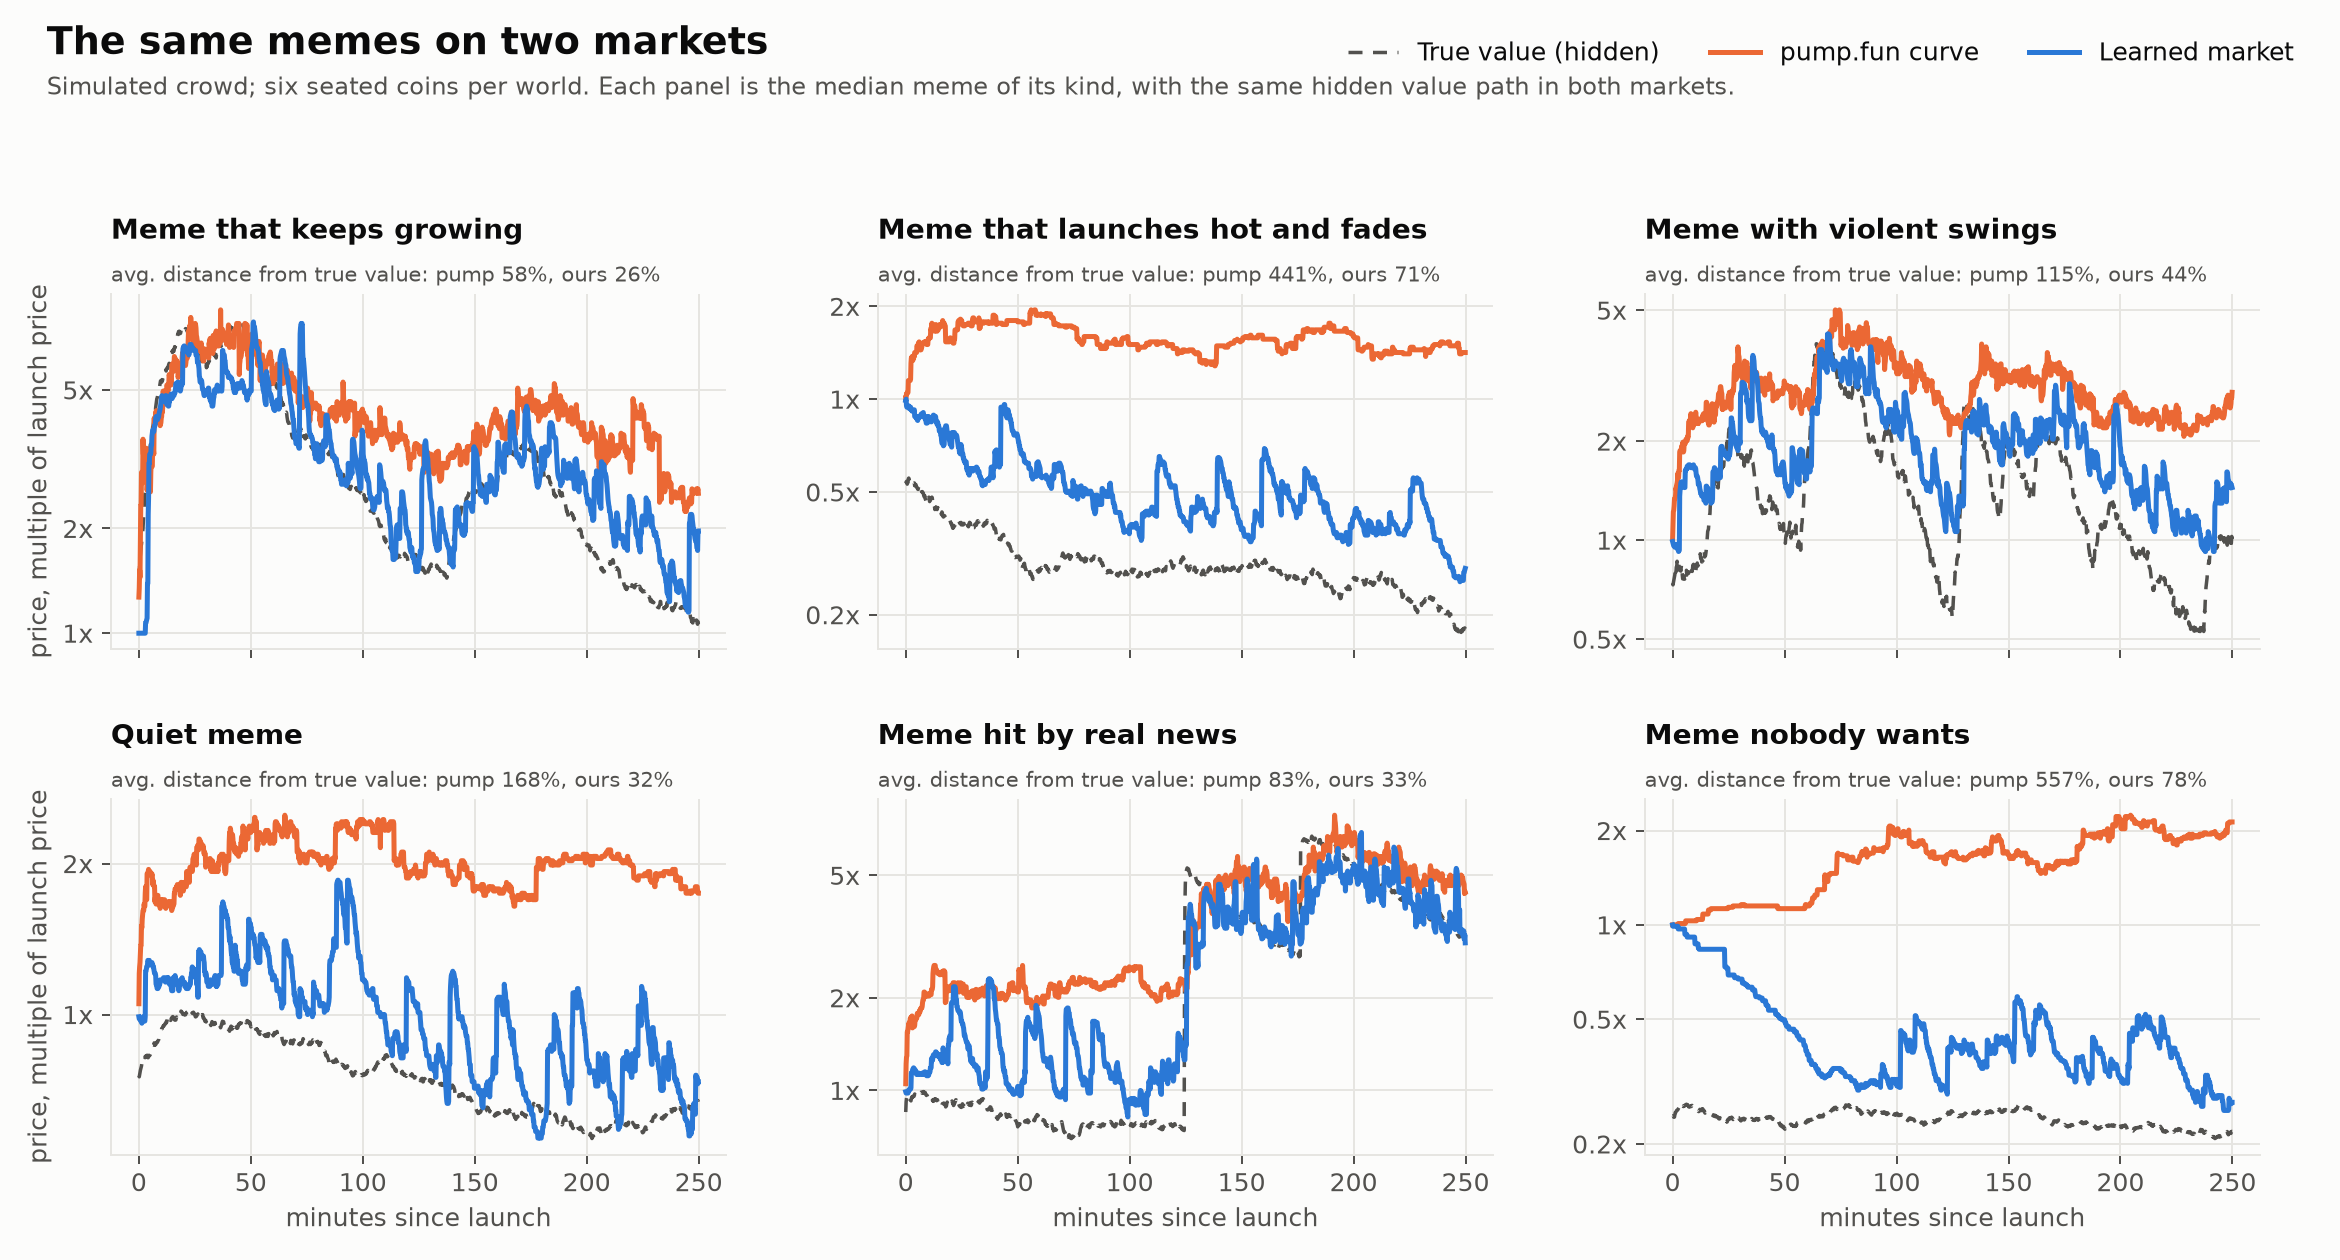 The same memes on two markets
True value (hidden) pump.fun curve Learned market
Simulated crowd; six seated coins per world. Each panel is the median meme of its kind, with the same hidden value path in both markets.
Meme that keeps growing
avg. distance from true value: pump 58%, ours 26%
price, multiple of launch price
5x
2x
1x
Meme that launches hot and fades
avg. distance from true value: pump 441%, ours 71%
2x
1x
0.5x
0.2x
Meme with violent swings
avg. distance from true value: pump 115%, ours 44%
5x
2x
1x
0.5x
Quiet meme
avg. distance from true value: pump 168%, ours 32%
price, multiple of launch price
2x
1x
0 50 100 150 200 250
minutes since launch
Meme hit by real news
avg. distance from true value: pump 83%, ours 33%
5x
2x
1x
0 50 100 150 200 250
minutes since launch
Meme nobody wants
avg. distance from true value: pump 557%, ours 78%
2x
1x
0.5x
0.2x
0 50 100 150 200 250
minutes since launch